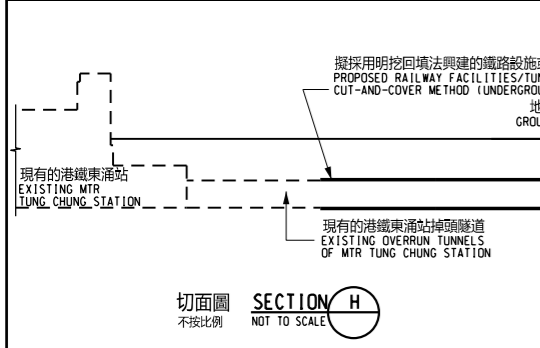 擬採用明挖回填法興建的鐵路設施或
PROPOSED RAILWAY FACILITIES/TUN
CUT-AND-COVER METHOD (UNDERGROU
地
GROU
現有的港鐵東涌站
EXISTING MTR
TUNG CHUNG STATION
現有的港鐵東涌站掉頭隧道
EXISTING OVERRUN TUNNELS
OF MTR TUNG CHUNG STATION
切面圖 SECTION H
不按比例 NOT TO SCALE